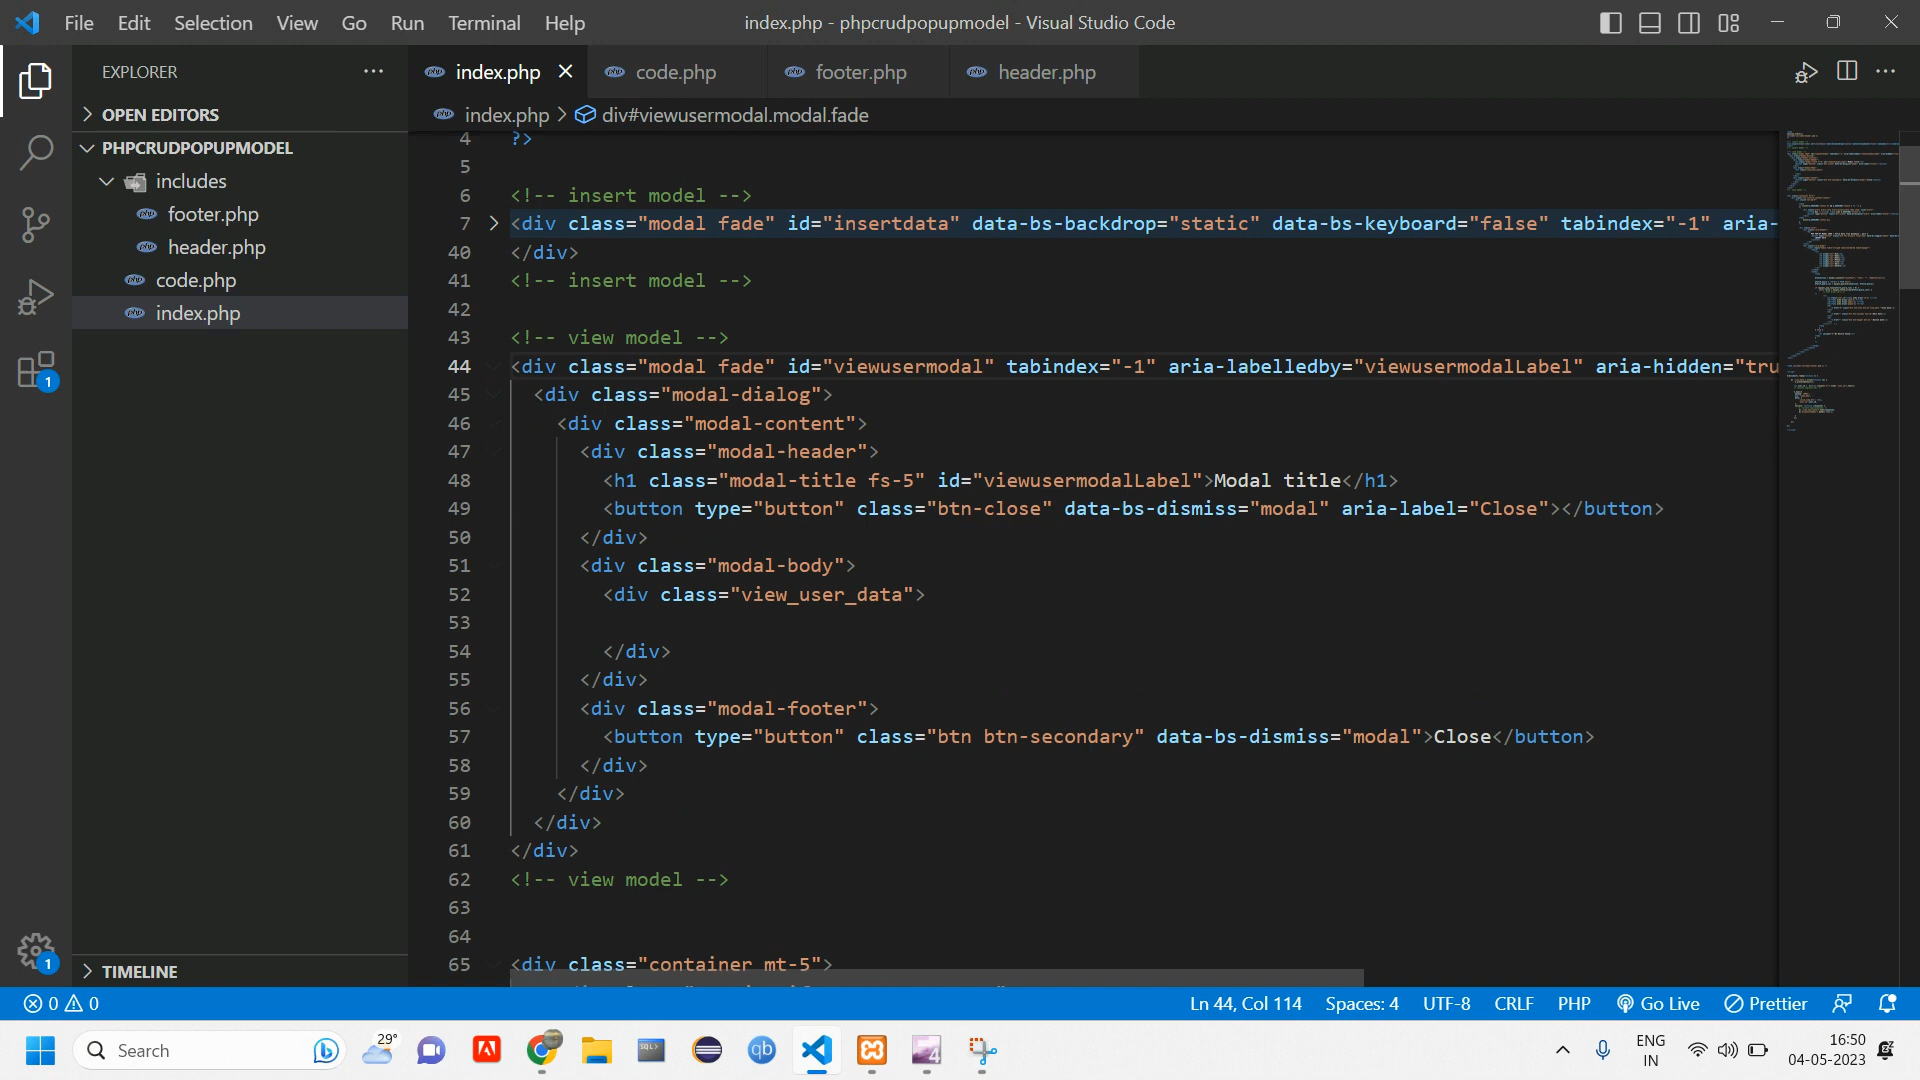 File Edit Selection View Go Run Terminal Help index.php - phpcrudpopupmodel - Visual Studio Code
EXPLORER
index.php code.php footer.php header.php
OPEN EDITORS
index.php > div#viewusermodal.modal.fade
PHPCRUDPOPUPMODEL
includes
footer.php
header.php
code.php
index.php
TIMELINE
4 ?>
5
6 <!-- insert model -->
7 <div class="modal fade" id="insertdata" data-bs-backdrop="static" data-bs-keyboard="false" tabindex="-1" aria-
40 </div>
41 <!-- insert model -->
42
43 <!-- view model -->
44 <div class="modal fade" id="viewusermodal" tabindex="-1" aria-labelledby="viewusermodalLabel" aria-hidden="tru
45 <div class="modal-dialog">
46 <div class="modal-content">
47 <div class="modal-header">
48 <h1 class="modal-title fs-5" id="viewusermodalLabel">Modal title</h1>
49 <button type="button" class="btn-close" data-bs-dismiss="modal" aria-label="Close"></button>
50 </div>
51 <div class="modal-body">
52 <div class="view_user_data">
53
54 </div>
55 </div>
56 <div class="modal-footer">
57 <button type="button" class="btn btn-secondary" data-bs-dismiss="modal">Close</button>
58 </div>
59 </div>
60 </div>
61 </div>
62 <!-- view model -->
63
64
65 <div class="container mt-5">
0 0 Ln 44, Col 114 Spaces: 4 UTF-8 CRLF PHP Go Live Prettier
1
1
Search 29° ENG IN 16:50
04-05-2023